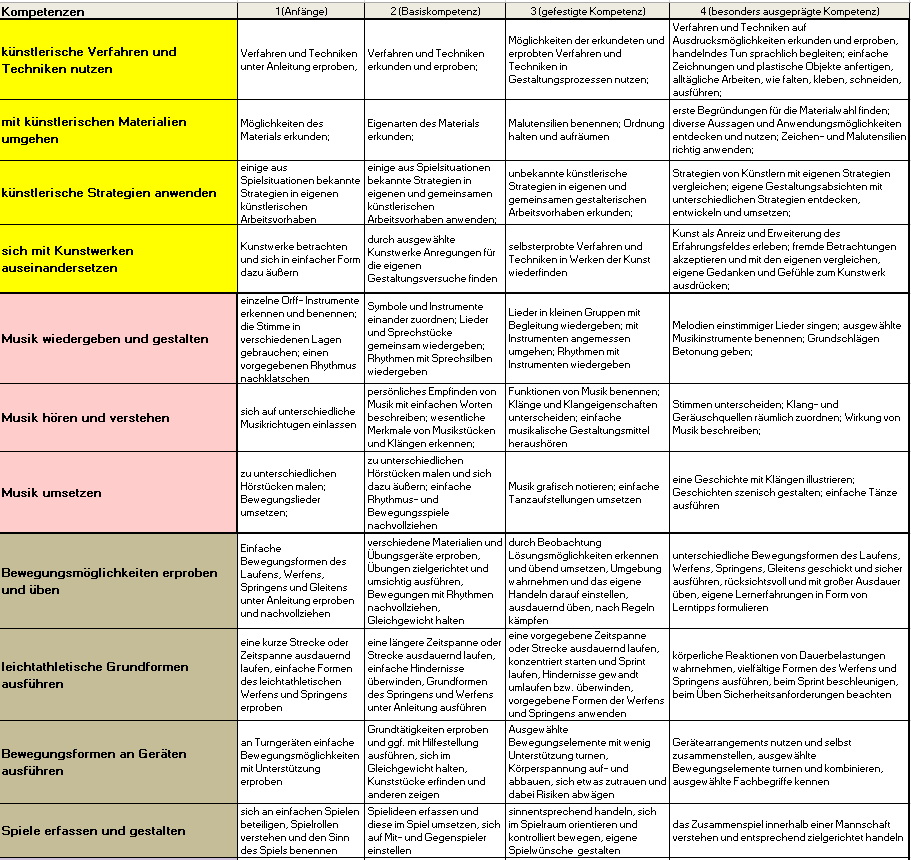 Kompetenzen
1 (Anfänge)
2 (Basiskompetenz)
3 (gefestigte Kompetenz)
4 (besonders ausgeprägte Kompetenz)
künstlerische Verfahren und
Techniken nutzen
Verfahren und Techniken
unter Anleitung erproben,
Verfahren und Techniken
erkunden und erproben;
Möglichkeiten der erkundeten und
erprobten Verfahren und
Techniken in
Gestaltungsprozessen nutzen;
Verfahren und Techniken auf
Ausdrucksmöglichkeiten erkunden und erproben,
handelndes Tun sprachlich begleiten; einfache
Zeichnungen und plastische Objekte anfertigen,
alltägliche Arbeiten, wie falten, kleben, schneiden,
ausführen;
mit künstlerischen Materialien
umgehen
Möglichkeiten des
Materials erkunden;
Eigenarten des Materials
erkunden;
Malutensilien benennen; Ordnung
halten und aufräumen
erste Begründungen für die Materialwahl finden;
diverse Aussagen und Anwendungsmöglichkeiten
entdecken und nutzen; Zeichen- und Malutensilien
richtig anwenden;
künstlerische Strategien anwenden
einige aus
Spielsituationen bekannte
Strategien in eigenen
künstlerischen
Arbeitsvorhaben
einige aus Spielsituationen
bekannte Strategien in
eigenen und gemeinsamen
künstlerischen
Arbeitsvorhaben anwenden;
unbekannte künstlerische
Strategien in eigenen und
gemeinsamen gestalterischen
Arbeitsvorhaben erkunden;
Strategien von Künstlern mit eigenen Strategien
vergleichen; eigene Gestaltungsabsichten mit
unterschiedlichen Strategien entdecken,
entwickeln und umsetzen;
sich mit Kunstwerken
auseinandersetzen
Kunstwerke betrachten
und sich in einfacher Form
dazu äußern
durch ausgewählte
Kunstwerke Anregungen für
die eigenen
Gestaltungsversuche finden
selbsterprobte Verfahren und
Techniken in Werken der Kunst
wiederfinden
Kunst als Anreiz und Erweiterung des
Erfahrungsfeldes erleben; fremde Betrachtungen
akzeptieren und mit den eigenen vergleichen,
eigene Gedanken und Gefühle zum Kunstwerk
ausdrücken;
Musik wiedergeben und gestalten
einzelne Orff- Instrumente
erkennen und benennen;
die Stimme in
verschiedenen Lagen
gebrauchen; einen
vorgegebenen Rhythmus
nachklatschen
Symbole und Instrumente
einander zuordnen; Lieder
und Sprechstücke
gemeinsam wiedergeben;
Rhythmen mit Sprechsilben
wiedergeben
Lieder in kleinen Gruppen mit
Begleitung wiedergeben; mit
Instrumenten angemessen
umgehen; Rhythmen mit
Instrumenten wiedergeben
Melodien einstimmiger Lieder singen; ausgewählte
Musikinstrumente benennen; Grundschlägen
Betonung geben;
Musik hören und verstehen
sich auf unterschiedliche
Musikrichtugen einlassen
persönliches Empfinden von
Musik mit einfachen Worten
beschreiben; wesentliche
Merkmale von Musikstücken
und Klängen erkennen;
Funktionen von Musik benennen;
Klänge und Klangeigenschaften
unterscheiden; einfache
musikalische Gestaltungsmittel
heraushören
Stimmen unterscheiden; Klang- und
Geräuschquellen räumlich zuordnen; Wirkung von
Musik beschreiben;
Musik umsetzen
zu unterschiedlichen
Hörstücken malen;
Bewegungslieder
umsetzen;
zu unterschiedlichen
Hörstücken malen und sich
dazu äußern; einfache
Rhythmus- und
Bewegungsspiele
nachvollziehen
Musik grafisch notieren; einfache
Tanzaufstellungen umsetzen
eine Geschichte mit Klängen illustrieren;
Geschichten szenisch gestalten; einfache Tänze
ausführen
Bewegungsmöglichkeiten erproben
und üben
Einfache
Bewegungsformen des
Laufens, Werfens,
Springens und Gleitens
unter Anleitung erproben
und nachvollziehen
verschiedene Materialien und
Übungsgeräte erproben,
Übungen zielgerichtet und
umsichtig ausführen,
Bewegungen mit Rhythmen
nachvollziehen,
Gleichgewicht halten
durch Beobachtung
Lösungsmöglichkeiten erkennen
und übend umsetzen, Umgebung
wahrnehmen und das eigene
Handeln darauf einstellen,
ausdauernd üben, nach Regeln
kämpfen
unterschiedliche Bewegungsformen des Laufens,
Werfens, Springens, Gleitens geschickt und sicher
ausführen, rücksichtsvoll und mit großer Ausdauer
üben, eigene Lernerfahrungen in Form von
Lerntipps formulieren
leichtathletische Grundformen
ausführen
eine kurze Strecke oder
Zeitspanne ausdauernd
laufen, einfache Formen
des leichtathletischen
Werfens und Springens
erproben
eine längere Zeitspanne oder
Strecke ausdauernd laufen,
einfache Hindernisse
überwinden, Grundformen
des Springens und Werfens
unter Anleitung ausführen
eine vorgegebene Zeitspanne
oder Strecke ausdauernd laufen,
konzentriert starten und Sprint
laufen, Hindernisse gewandt
umlaufen bzw. überwinden,
vorgegebene Formen der Werfens
und Springens anwenden
körperliche Reaktionen von Dauerbelastungen
wahrnehmen, vielfältige Formen des Werfens und
Springens ausführen, beim Sprint beschleunigen,
beim Üben Sicherheitsanforderungen beachten
Bewegungsformen an Geräten
ausführen
an Turngeräten einfache
Bewegungsmöglichkeiten
mit Unterstützung
erproben
Grundtätigkeiten erproben
und ggf. mit Hilfestellung
ausführen, sich im
Gleichgewicht halten,
Kunststücke erfinden und
anderen zeigen
Ausgewählte
Bewegungselemente mit wenig
Unterstützung turnen,
Körperspannung auf- und
abbauen, sich etwas zutrauen und
dabei Risiken abwägen
Gerätearrangements nutzen und selbst
zusammenstellen, ausgewählte
Bewegungselemente turnen und kombinieren,
ausgewählte Fachbegriffe kennen
Spiele erfassen und gestalten
sich an einfachen Spielen
beteiligen, Spielrollen
verstehen und den Sinn
des Spiels benennen
Spielideen erfassen und
diese im Spiel umsetzen, sich
auf Mit- und Gegenspieler
einstellen
sinnentsprechend handeln, sich
im Spielraum orientieren und
kontrolliert bewegen, eigene
Spielwünsche gestalten
das Zusammenspiel innerhalb einer Mannschaft
verstehen und entsprechend zielgerichtet handeln